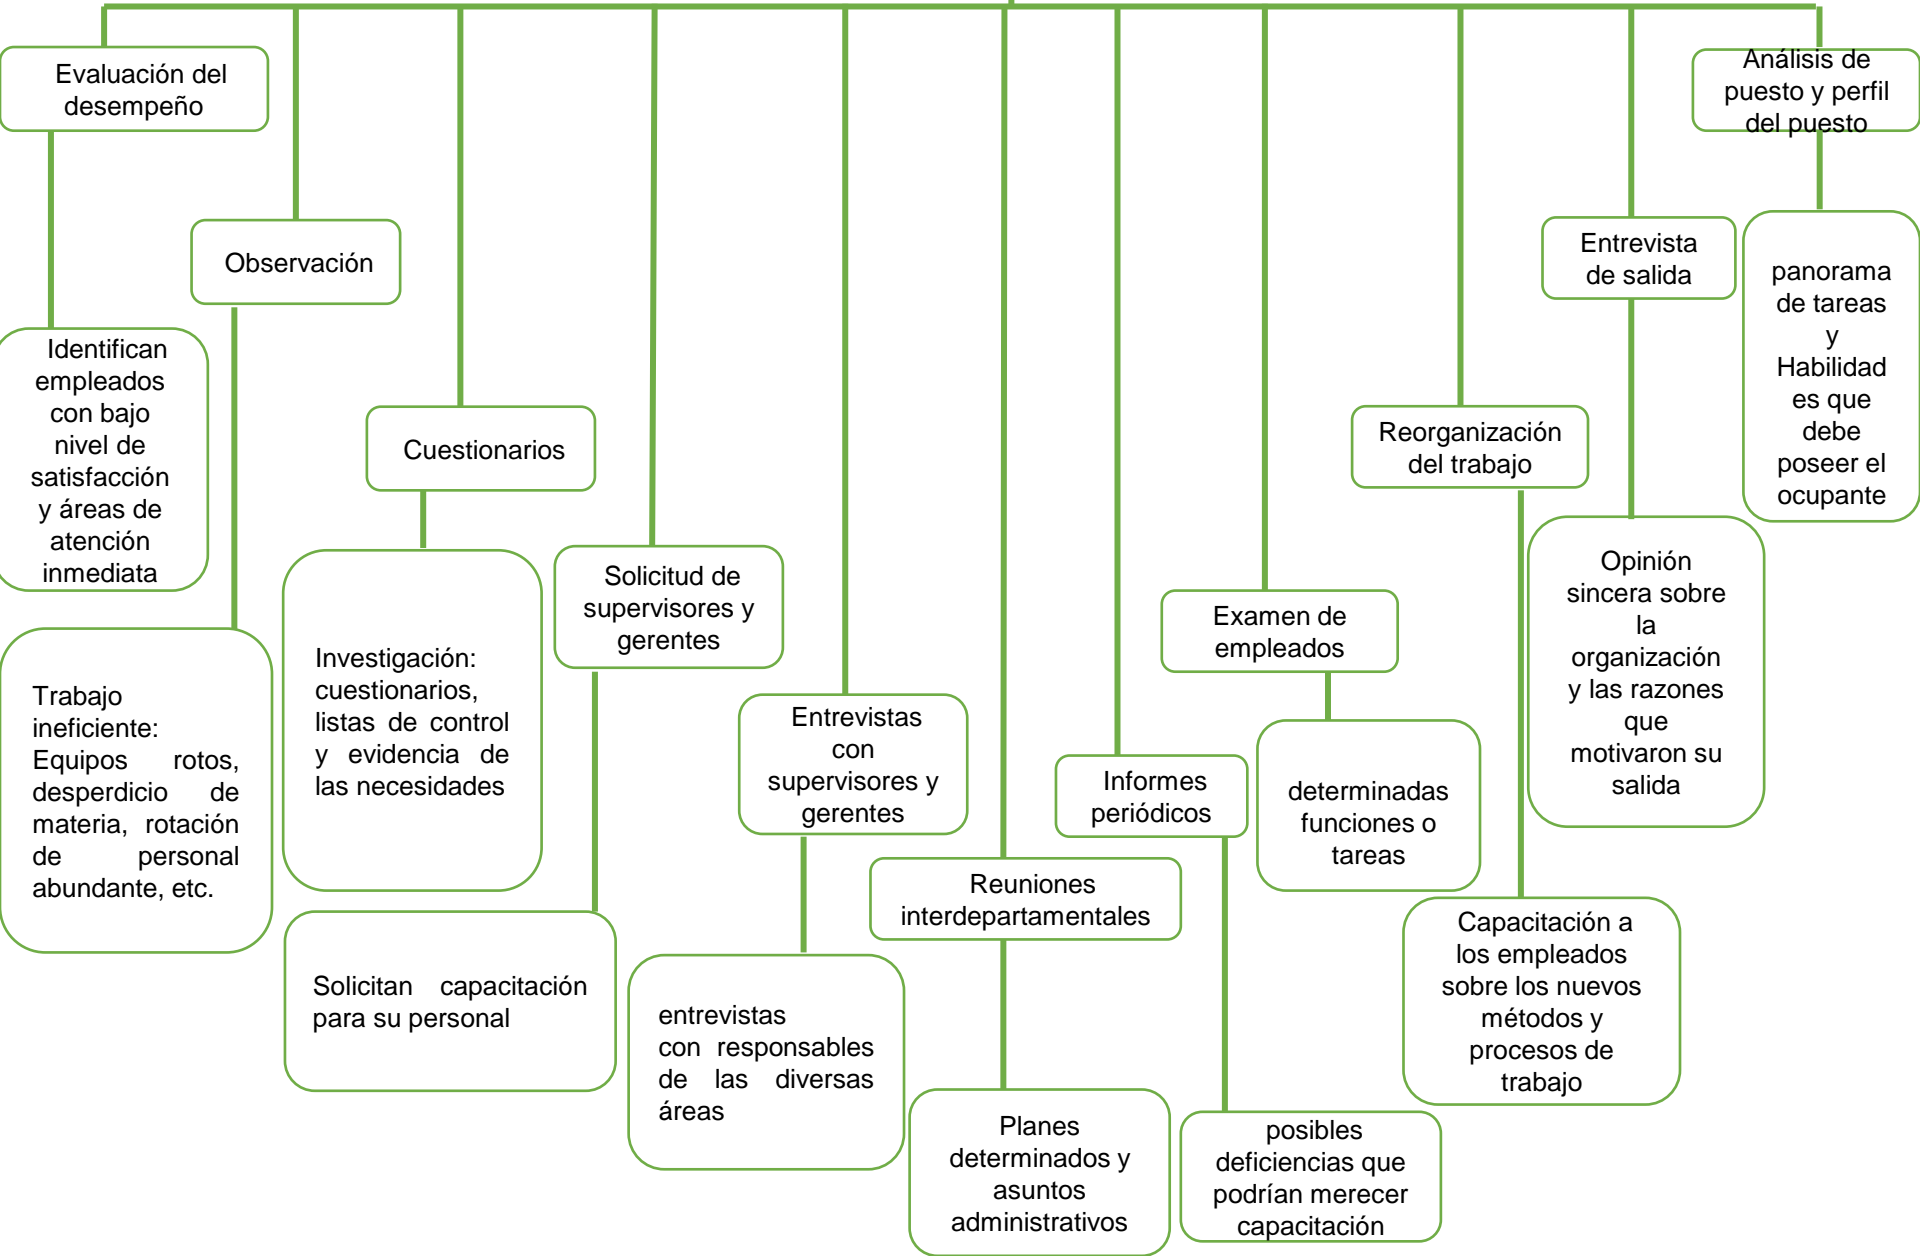 Evaluación del
desempeño
Identifican
empleados
con bajo
nivel de
satisfacción
y áreas de
atención
inmediata
Observación
Trabajo
ineficiente:
Equipos rotos,
desperdicio de
materia, rotación
de personal
abundante, etc.
Cuestionarios
Investigación:
cuestionarios,
listas de control
y evidencia de
las necesidades
Solicitud de
supervisores y
gerentes
Solicitan capacitación
para su personal
Entrevistas
con
supervisores y
gerentes
entrevistas
con responsables
de las diversas
áreas
Reuniones
interdepartamentales
Planes
determinados y
asuntos
administrativos
Informes
periódicos
posibles
deficiencias que
podrían merecer
capacitación
Examen de
empleados
determinadas
funciones o
tareas
Reorganización
del trabajo
Capacitación a
los empleados
sobre los nuevos
métodos y
procesos de
trabajo
Entrevista
de salida
Opinión
sincera sobre
la
organización
y las razones
que
motivaron su
salida
Análisis de
puesto y perfil
del puesto
panorama
de tareas
y
Habilidad
es que
debe
poseer el
ocupante